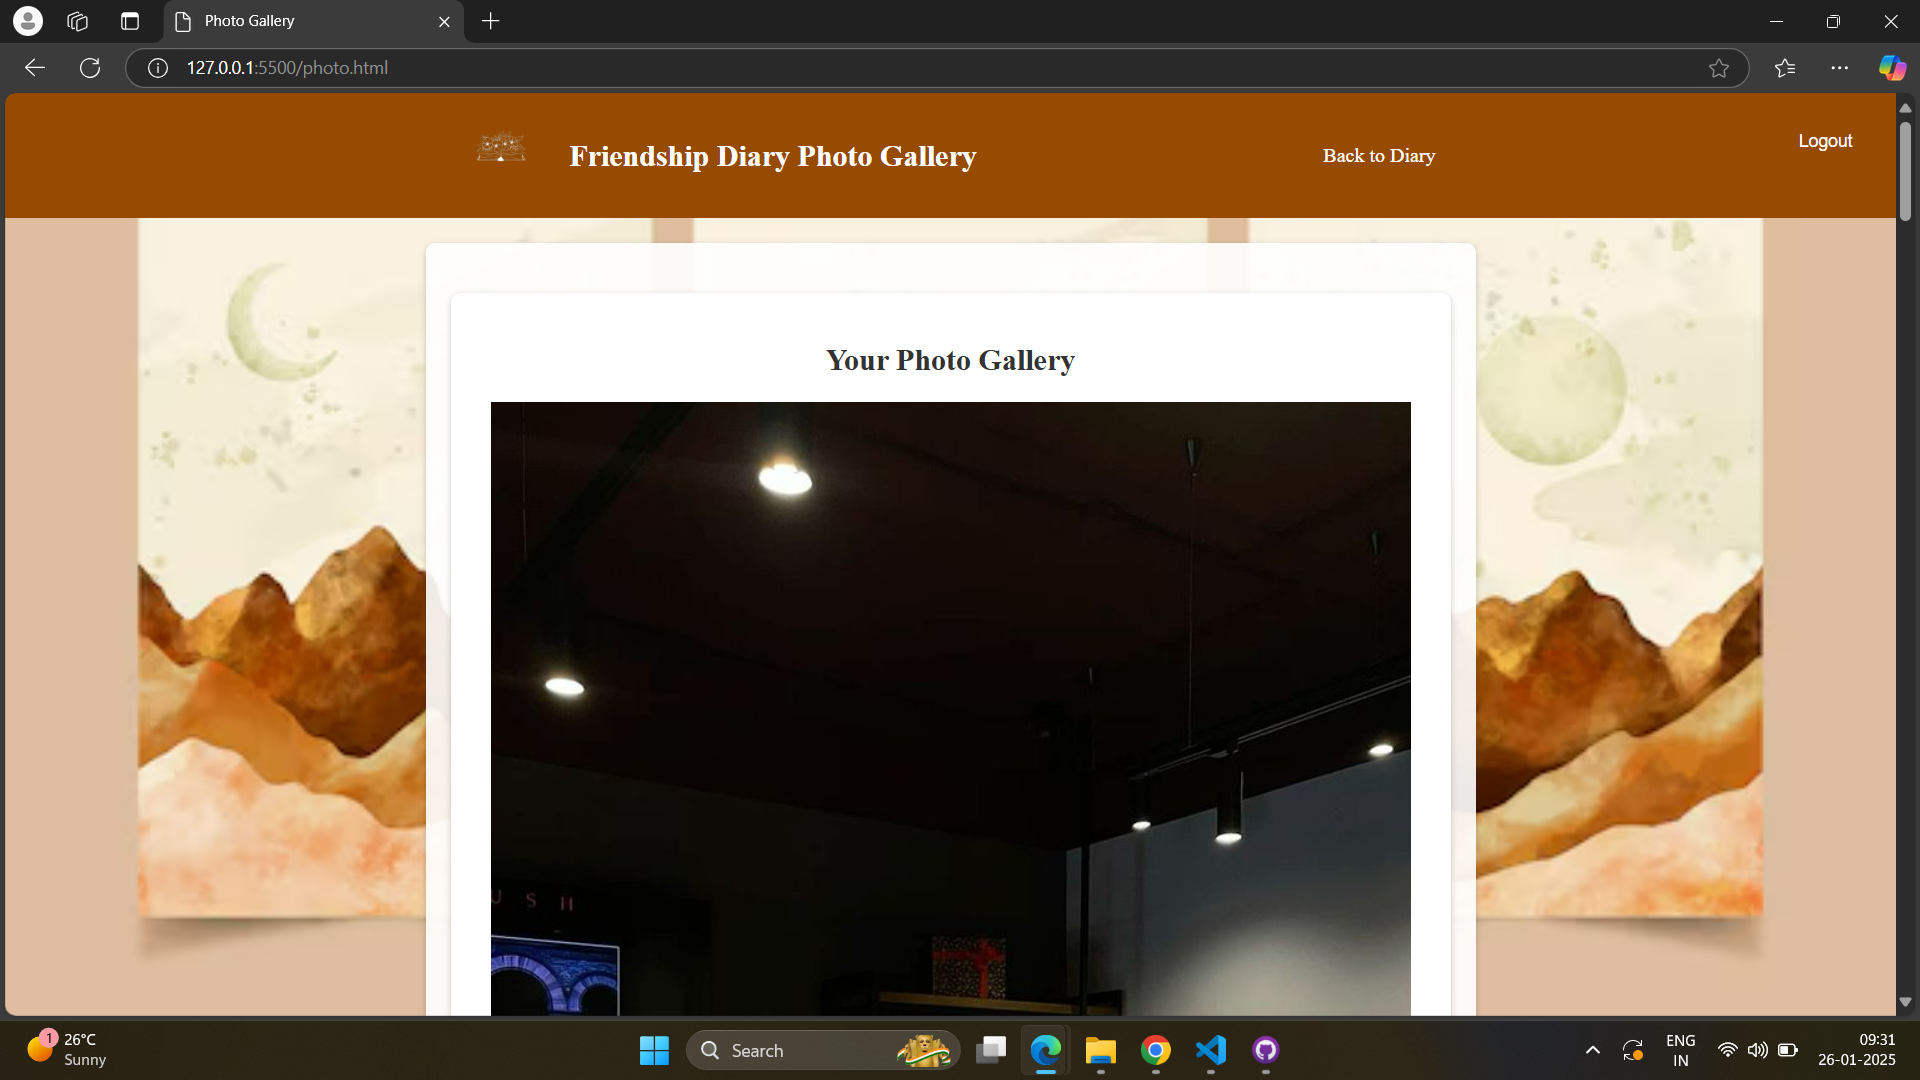 Photo Gallery
127.0.0.1:5500/photo.html
Friendship Diary Photo Gallery
Back to Diary
Logout
Your Photo Gallery
U S H
1
26°C
Sunny
Search
ENG
IN
09:31
26-01-2025